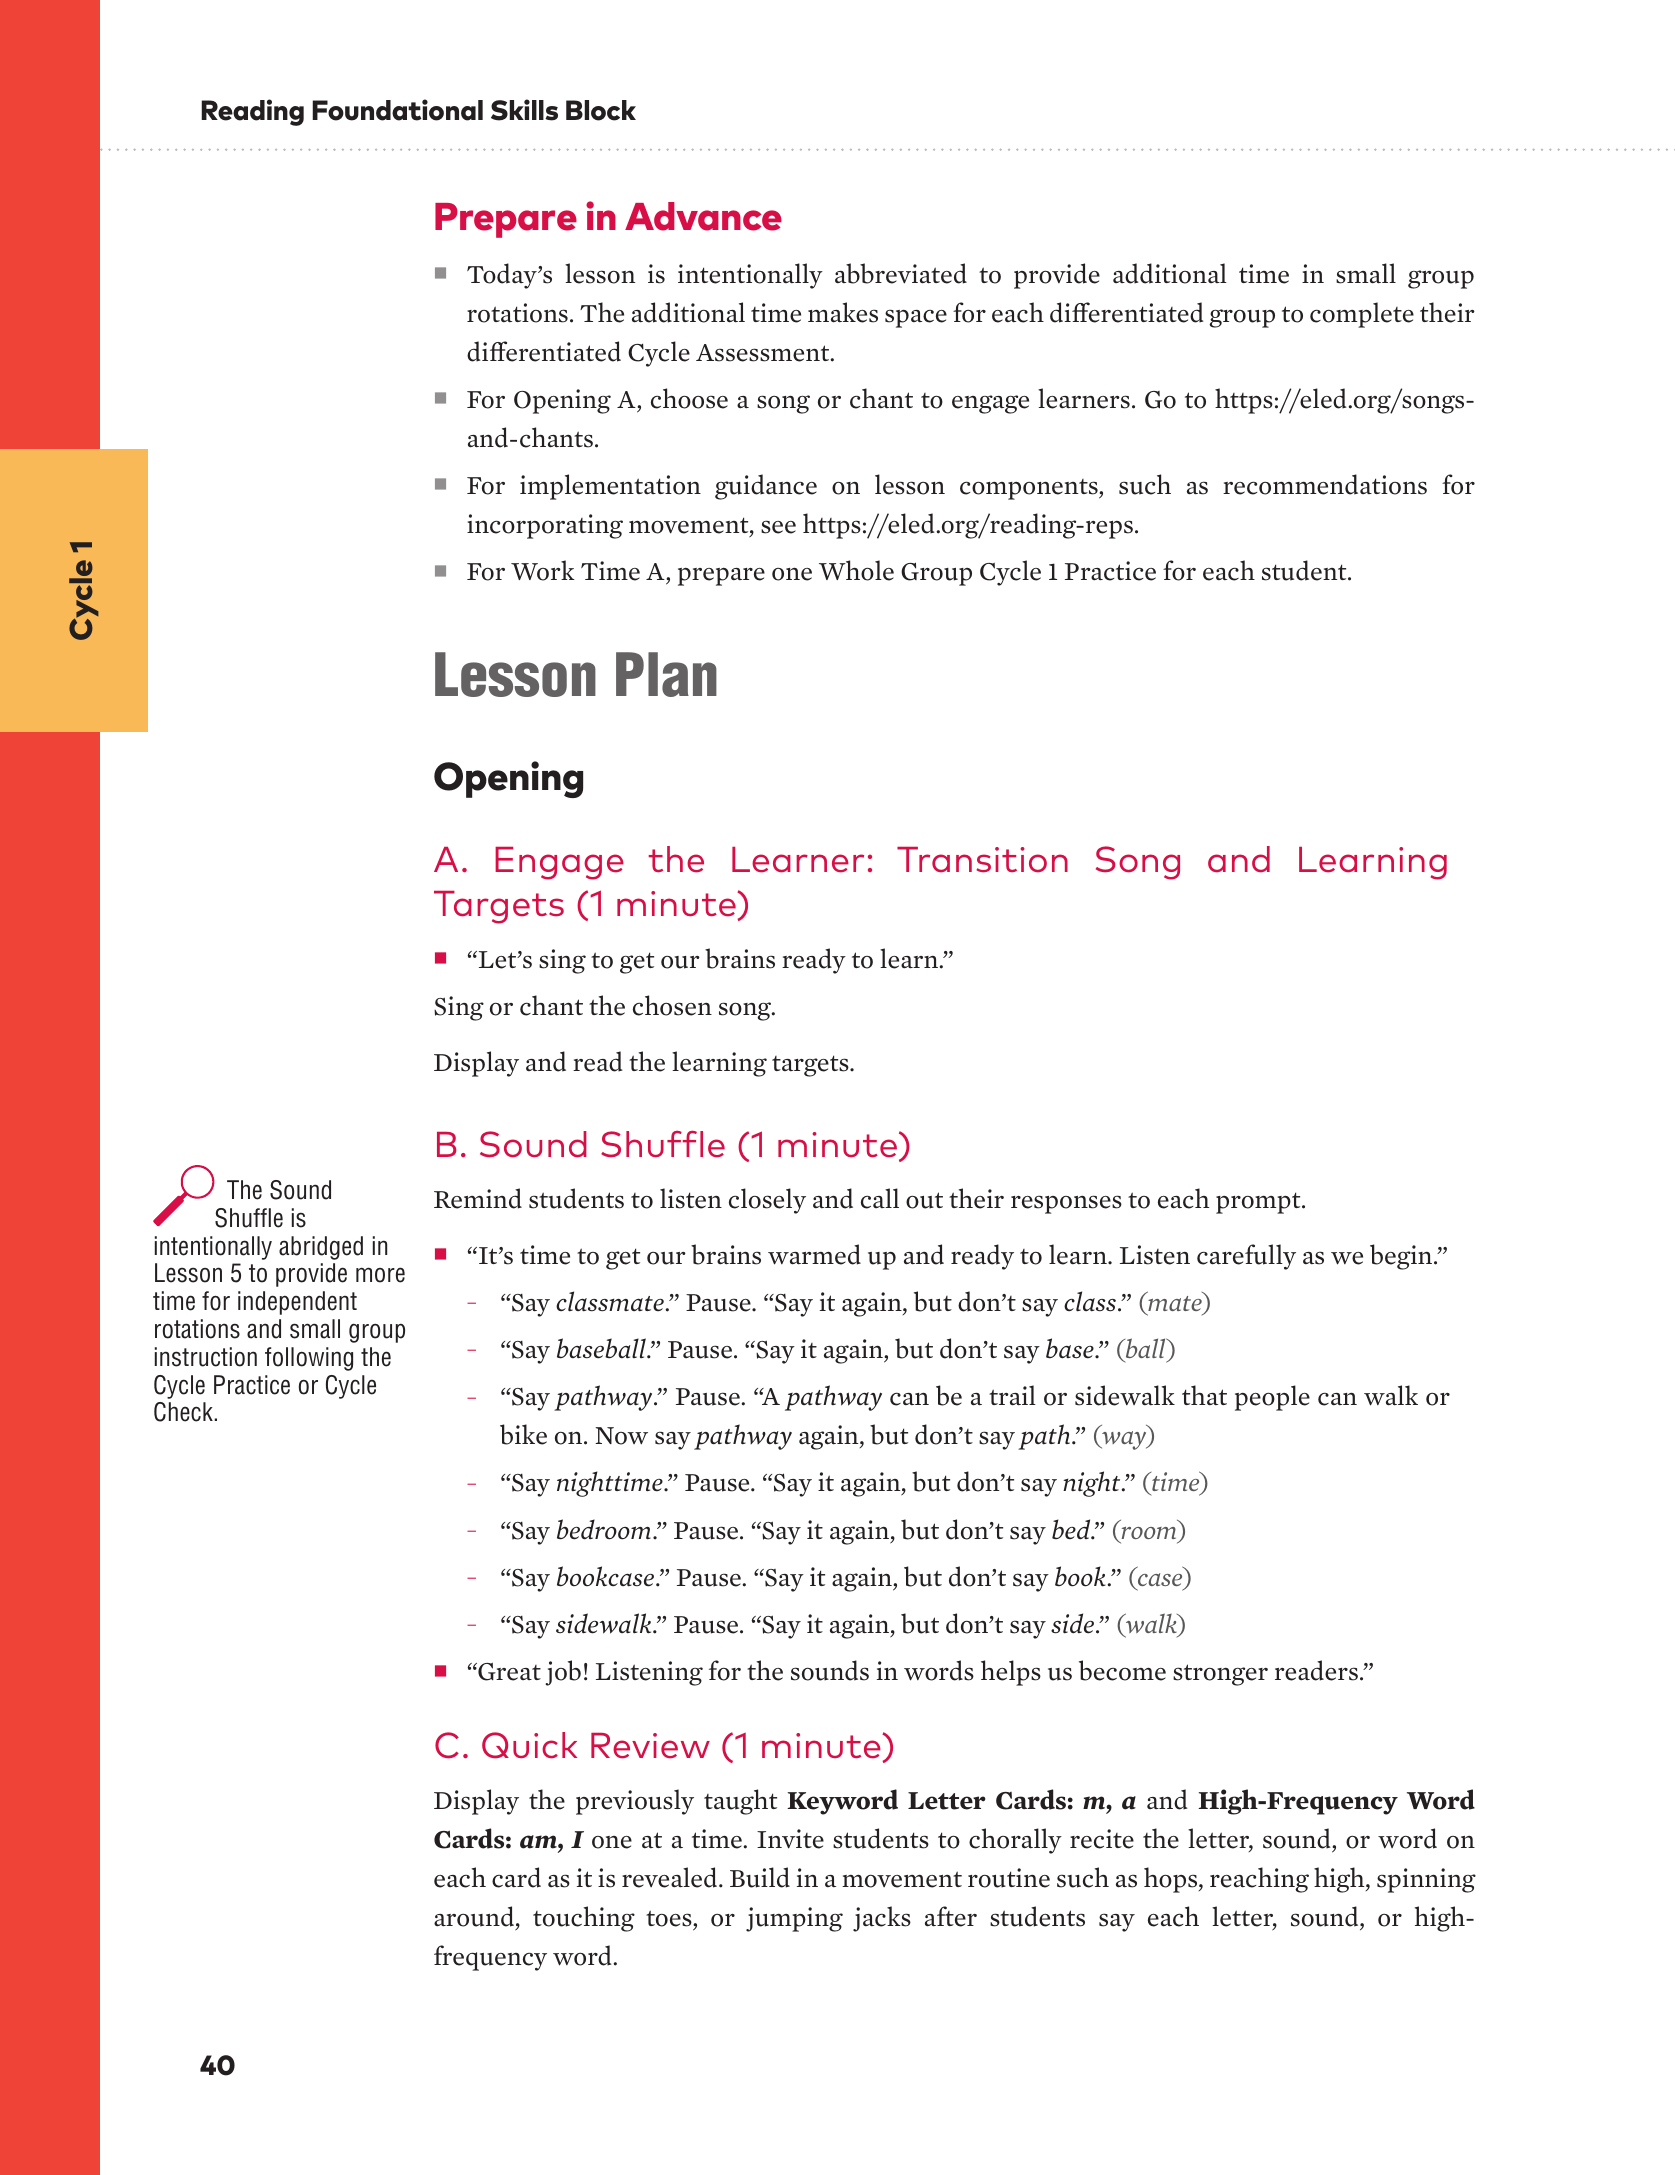 Reading Foundational Skills Block
Prepare in Advance
■ Today’s lesson is intentionally abbreviated to provide additional time in small group
rotations. The additional time makes space for each differentiated group to complete their
differentiated Cycle Assessment.
■ For Opening A, choose a song or chant to engage learners. Go to https://eled.org/songs-
and-chants.
■ For implementation guidance on lesson components, such as recommendations for
incorporating movement, see https://eled.org/reading-reps.
■ For Work Time A, prepare one Whole Group Cycle 1 Practice for each student.
Cycle 1
Lesson Plan
Opening
A. Engage the Learner: Transition Song and Learning
Targets (1 minute)
■ “Let’s sing to get our brains ready to learn.”
Sing or chant the chosen song.
Display and read the learning targets.
B. Sound Shuffle (1 minute)
The Sound
Shuffle is
intentionally abridged in
Lesson 5 to provide more
time for independent
rotations and small group
instruction following the
Cycle Practice or Cycle
Check.
Remind students to listen closely and call out their responses to each prompt.
■ “It’s time to get our brains warmed up and ready to learn. Listen carefully as we begin.”
– “Say classmate.” Pause. “Say it again, but don’t say class.” (mate)
– “Say baseball.” Pause. “Say it again, but don’t say base.” (ball)
– “Say pathway.” Pause. “A pathway can be a trail or sidewalk that people can walk or
bike on. Now say pathway again, but don’t say path.” (way)
– “Say nighttime.” Pause. “Say it again, but don’t say night.” (time)
– “Say bedroom.” Pause. “Say it again, but don’t say bed.” (room)
– “Say bookcase.” Pause. “Say it again, but don’t say book.” (case)
– “Say sidewalk.” Pause. “Say it again, but don’t say side.” (walk)
■ “Great job! Listening for the sounds in words helps us become stronger readers.”
C. Quick Review (1 minute)
Display the previously taught Keyword Letter Cards: m, a and High-Frequency Word
Cards: am, I one at a time. Invite students to chorally recite the letter, sound, or word on
each card as it is revealed. Build in a movement routine such as hops, reaching high, spinning
around, touching toes, or jumping jacks after students say each letter, sound, or high-
frequency word.
40